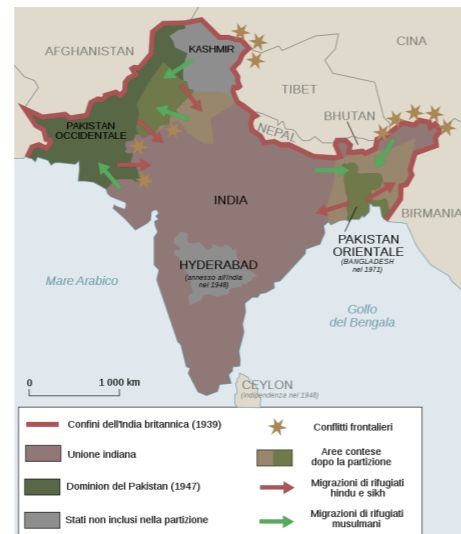 AFGHANISTAN
KASHMIR
CINA
TIBET
PAKISTAN
OCCIDENTALE
NEPAL
BHUTAN
INDIA
BIRMANIA
PAKISTAN
ORIENTALE
(BANGLADESH
nel 1971)
HYDERABAD
(annesso all'India
nel 1948)
Mare Arabico
Golfo
del Bengala
CEYLON
(indipendenza nel 1948)
0
1 000 km
Confini dell'India britannica (1939)
Conflitti frontalieri
Unione indiana
Aree contese
dopo la partizione
Dominion del Pakistan (1947)
Migrazioni di rifugiati
hindu e sikh
Stati non inclusi nella partizione
Migrazioni di rifugiati
musulmani